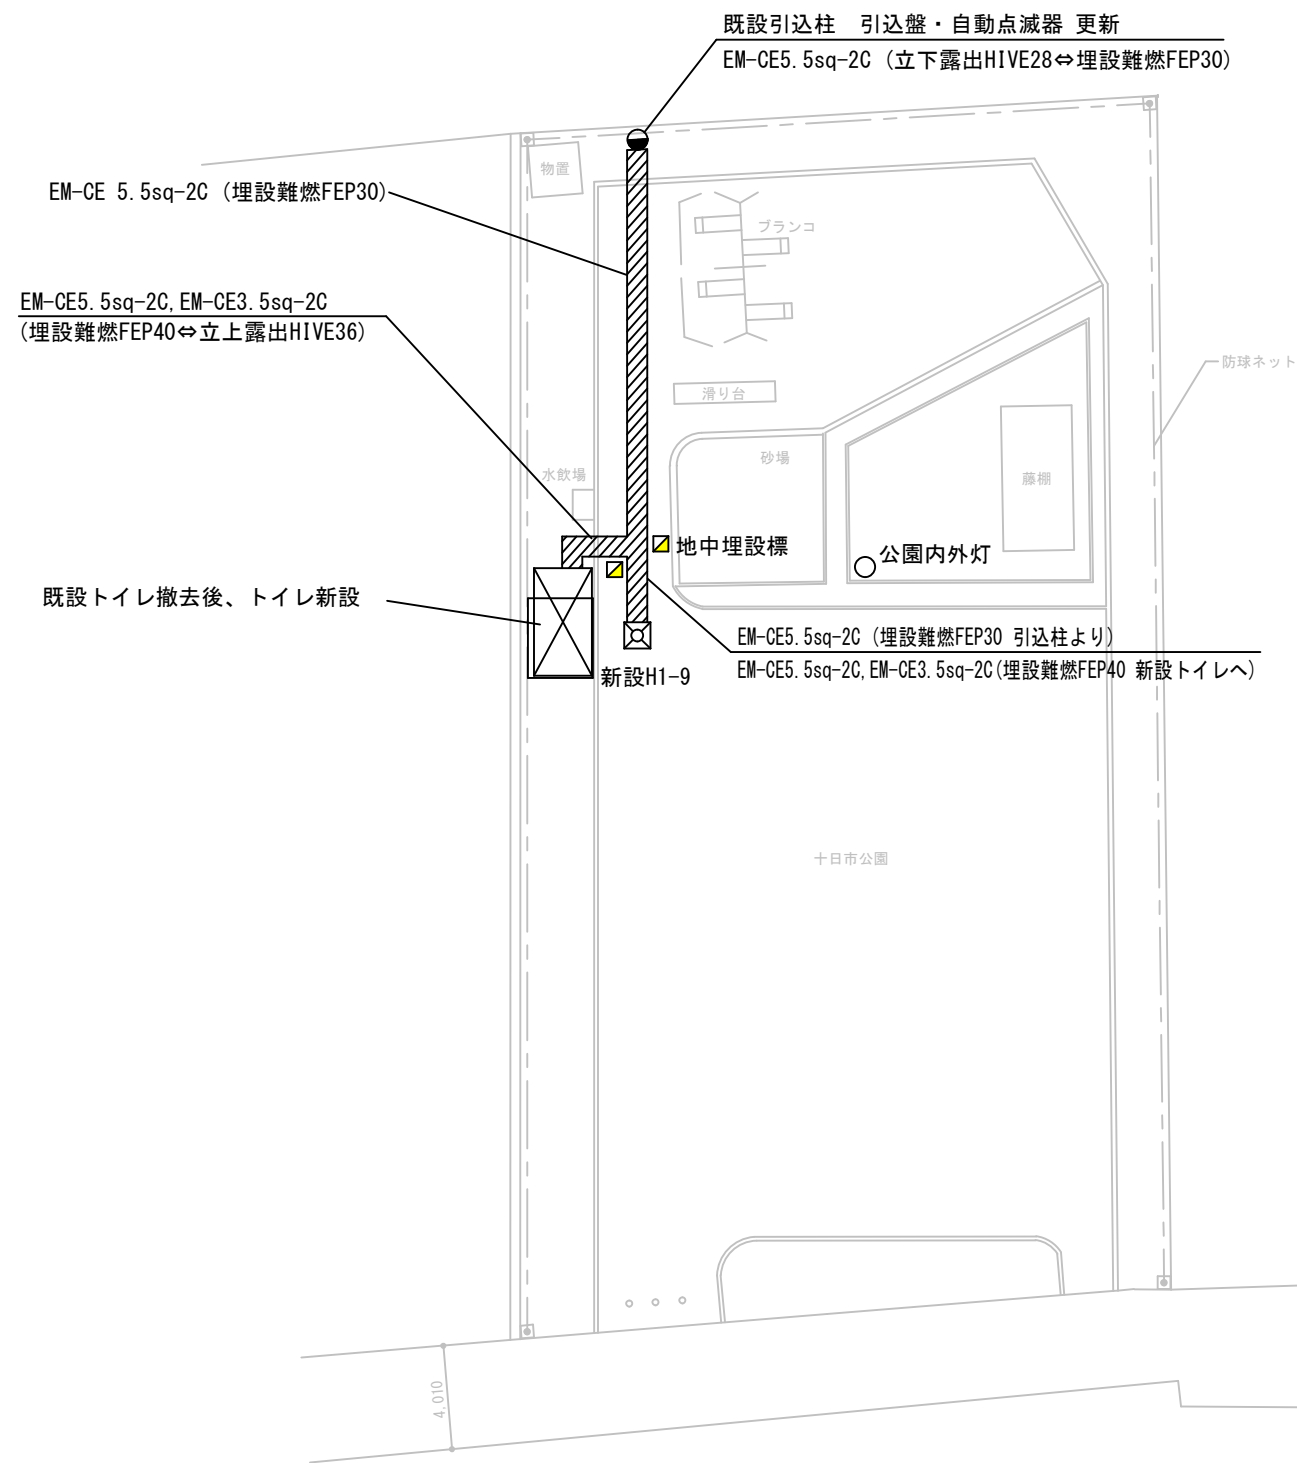 既設引込柱　引込盤・自動点滅器 更新
EM-CE5.5sq-2C (立下露出HIVE28⇔埋設難燃FEP30)
物置
EM-CE 5.5sq-2C (埋設難燃FEP30)
ブランコ
EM-CE5.5sq-2C,EM-CE3.5sq-2C
(埋設難燃FEP40⇔立上露出HIVE36)
防球ネット
滑り台
砂場
水飲場
藤棚
地中埋設標
公園内外灯
既設トイレ撤去後、トイレ新設
EM-CE5.5sq-2C (埋設難燃FEP30 引込柱より)
EM-CE5.5sq-2C,EM-CE3.5sq-2C(埋設難燃FEP40 新設トイレへ)
新設H1-9
十日市公園
4.010